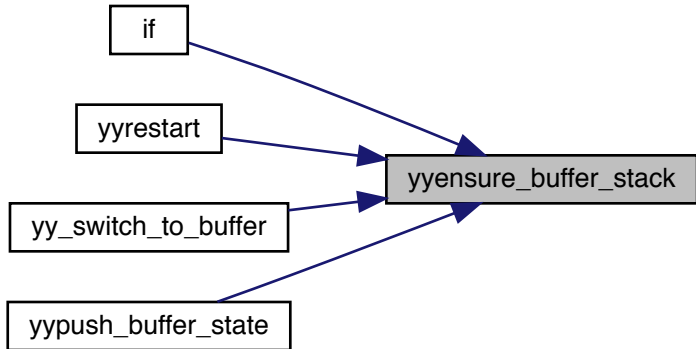 if
yyrestart
yyensure_buffer_stack
yy_switch_to_buffer
yypush_buffer_state